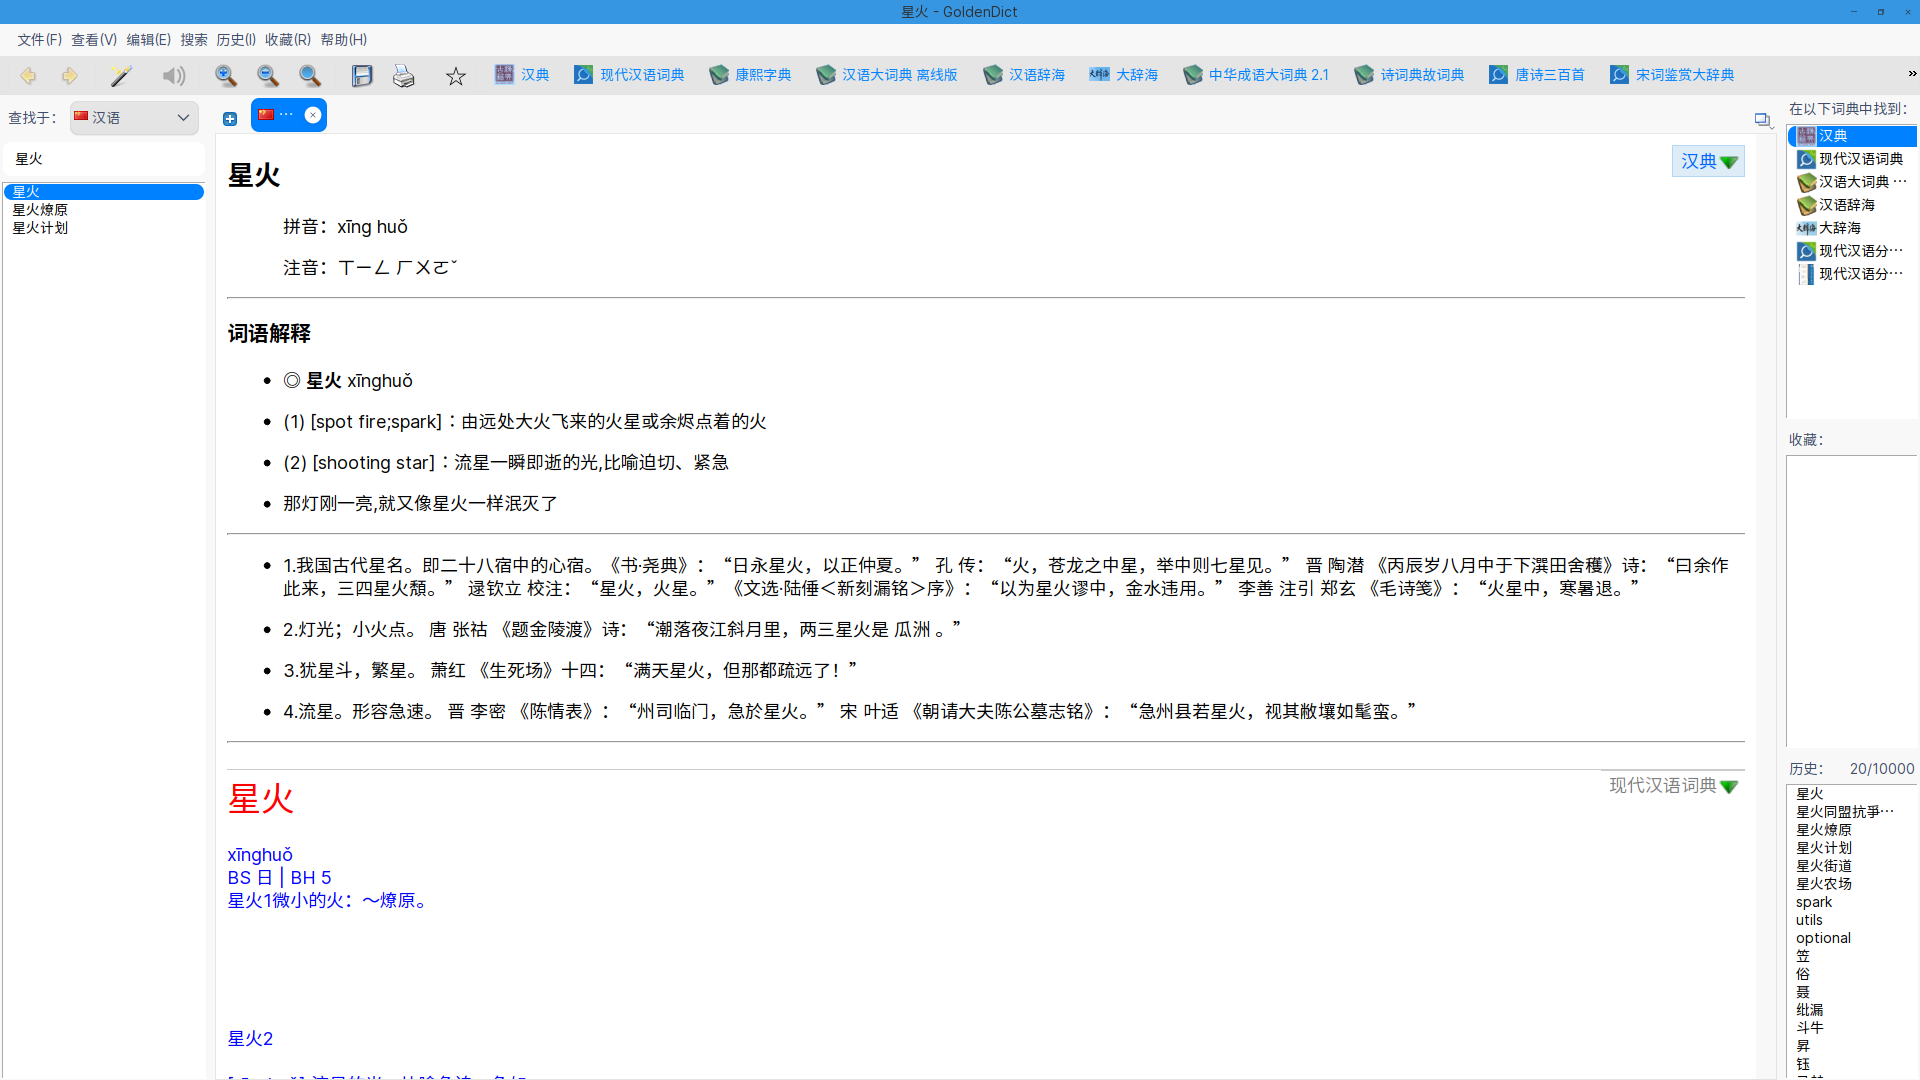 星火 - GoldenDict
文件(F) 查看(V) 编辑(E) 搜索 历史(I) 收藏(R) 帮助(H)
汉典 现代汉语词典 康熙字典 汉语大词典 离线版 汉语辞海 大辞海 中华成语大词典 2.1 诗词典故词典 唐诗三百首 宋词鉴赏大辞典 »
查找于: 汉语
星火
星火
星火燎原
星火计划
…
星火
汉典
拼音：xīng huǒ
注音：ㄒㄧㄥ ㄏㄨㄛˇ
词语解释
◎ 星火 xīnghuǒ
(1) [spot fire;spark]∶由远处大火飞来的火星或余烬点着的火
(2) [shooting star]∶流星一瞬即逝的光,比喻迫切、紧急
那灯刚一亮,就又像星火一样泯灭了
1.我国古代星名。即二十八宿中的心宿。《书·尧典》：“日永星火，以正仲夏。” 孔 传：“火，苍龙之中星，举中则七星见。” 晋 陶潜 《丙辰岁八月中于下潠田舍穫》诗：“曰余作
此来，三四星火頽。” 逯钦立 校注：“星火，火星。”《文选·陆倕＜新刻漏铭＞序》：“以为星火谬中，金水违用。” 李善 注引 郑玄 《毛诗笺》：“火星中，寒暑退。”
2.灯光；小火点。 唐 张祜 《题金陵渡》诗：“潮落夜江斜月里，两三星火是 瓜洲 。”
3.犹星斗，繁星。 萧红 《生死场》十四：“满天星火，但那都疏远了！”
4.流星。形容急速。 晋 李密 《陈情表》：“州司临门，急於星火。” 宋 叶适 《朝请大夫陈公墓志铭》：“急州县若星火，视其敝壤如髦蛮。”
现代汉语词典
星火
xīnghuǒ
BS 日 | BH 5
星火1微小的火：～燎原。
星火2
在以下词典中找到:
汉典
现代汉语词典
汉语大词典 …
汉语辞海
大辞海
现代汉语分…
现代汉语分…
收藏:
历史: 20/10000
星火
星火同盟抗爭…
星火燎原
星火计划
星火街道
星火农场
spark
utils
optional
笠
俗
聂
纰漏
斗牛
昇
钰